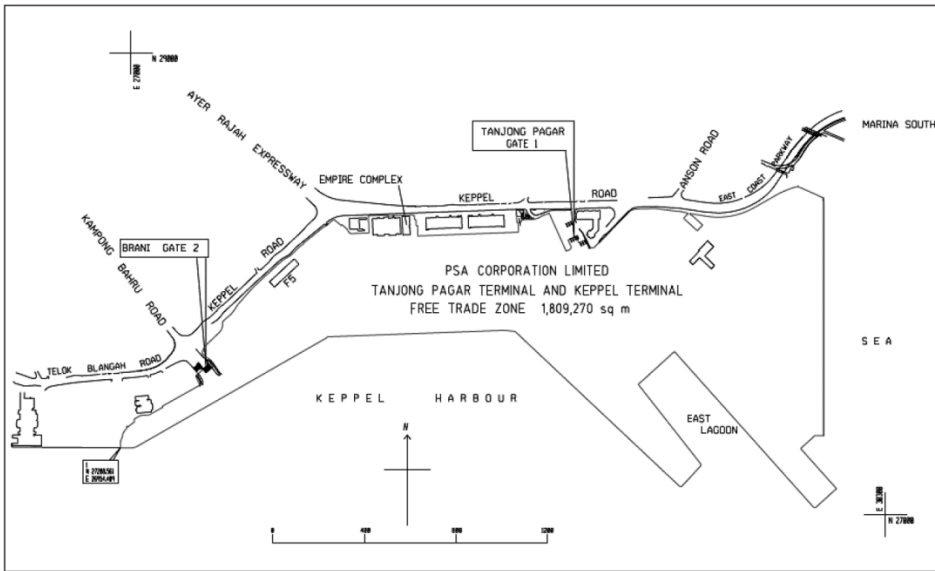 N 29000
E 27000
AYER RAJAH EXPRESSWAY
TANJONG PAGAR
GATE 1
ANSON ROAD
EAST COAST PARKWAY
MARINA SOUTH
EMPIRE COMPLEX
KEPPEL ROAD
KAMPONG BAHRU ROAD
BRANI GATE 2
KEPPEL ROAD
F5
PSA CORPORATION LIMITED
TANJONG PAGAR TERMINAL AND KEPPEL TERMINAL
FREE TRADE ZONE 1,809,270 sq m
SEA
TELOK BLANGAH ROAD
KEPPEL HARBOUR
EAST
LAGOON
N
E 30300
N 27000
0 400 800 1200